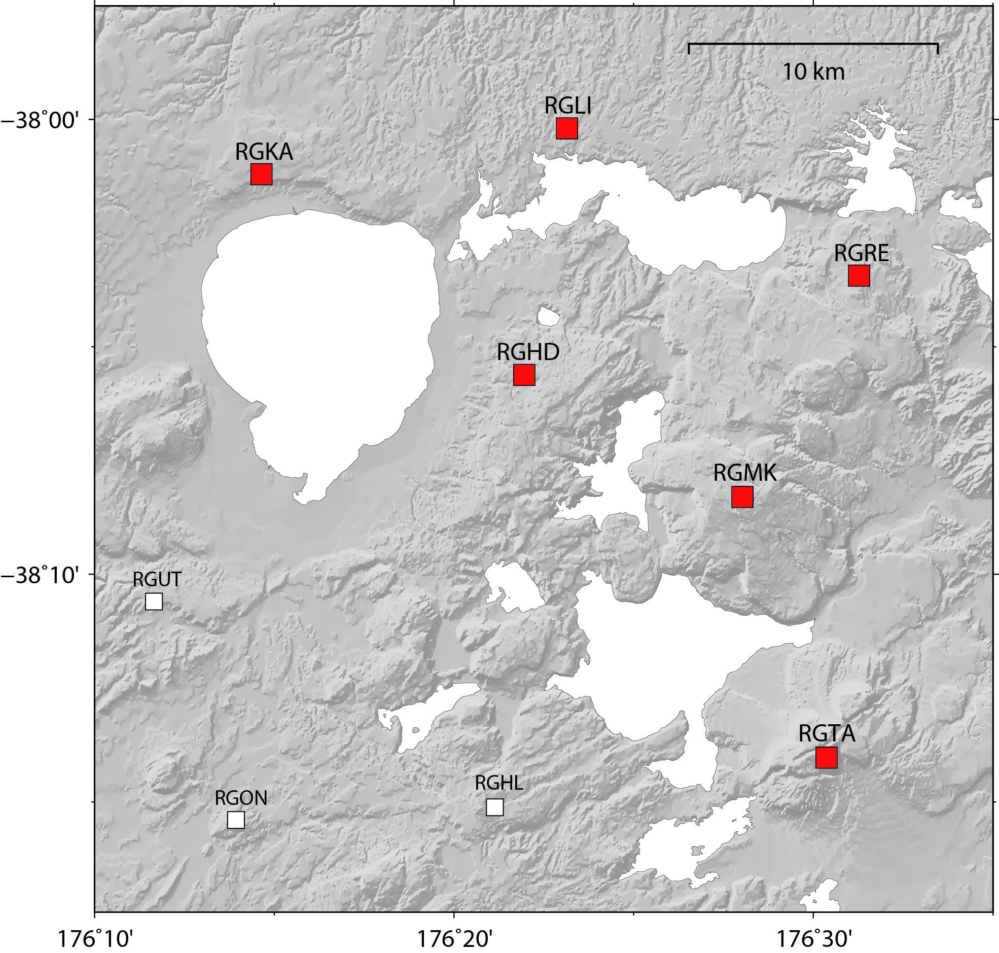 10 km
RGLI
−38˚00'
RGKA
RGRE
RGHD
RGMK
−38˚10'
RGUT
RGTA
RGHL
RGON
176˚10'
176˚20'
176˚30'